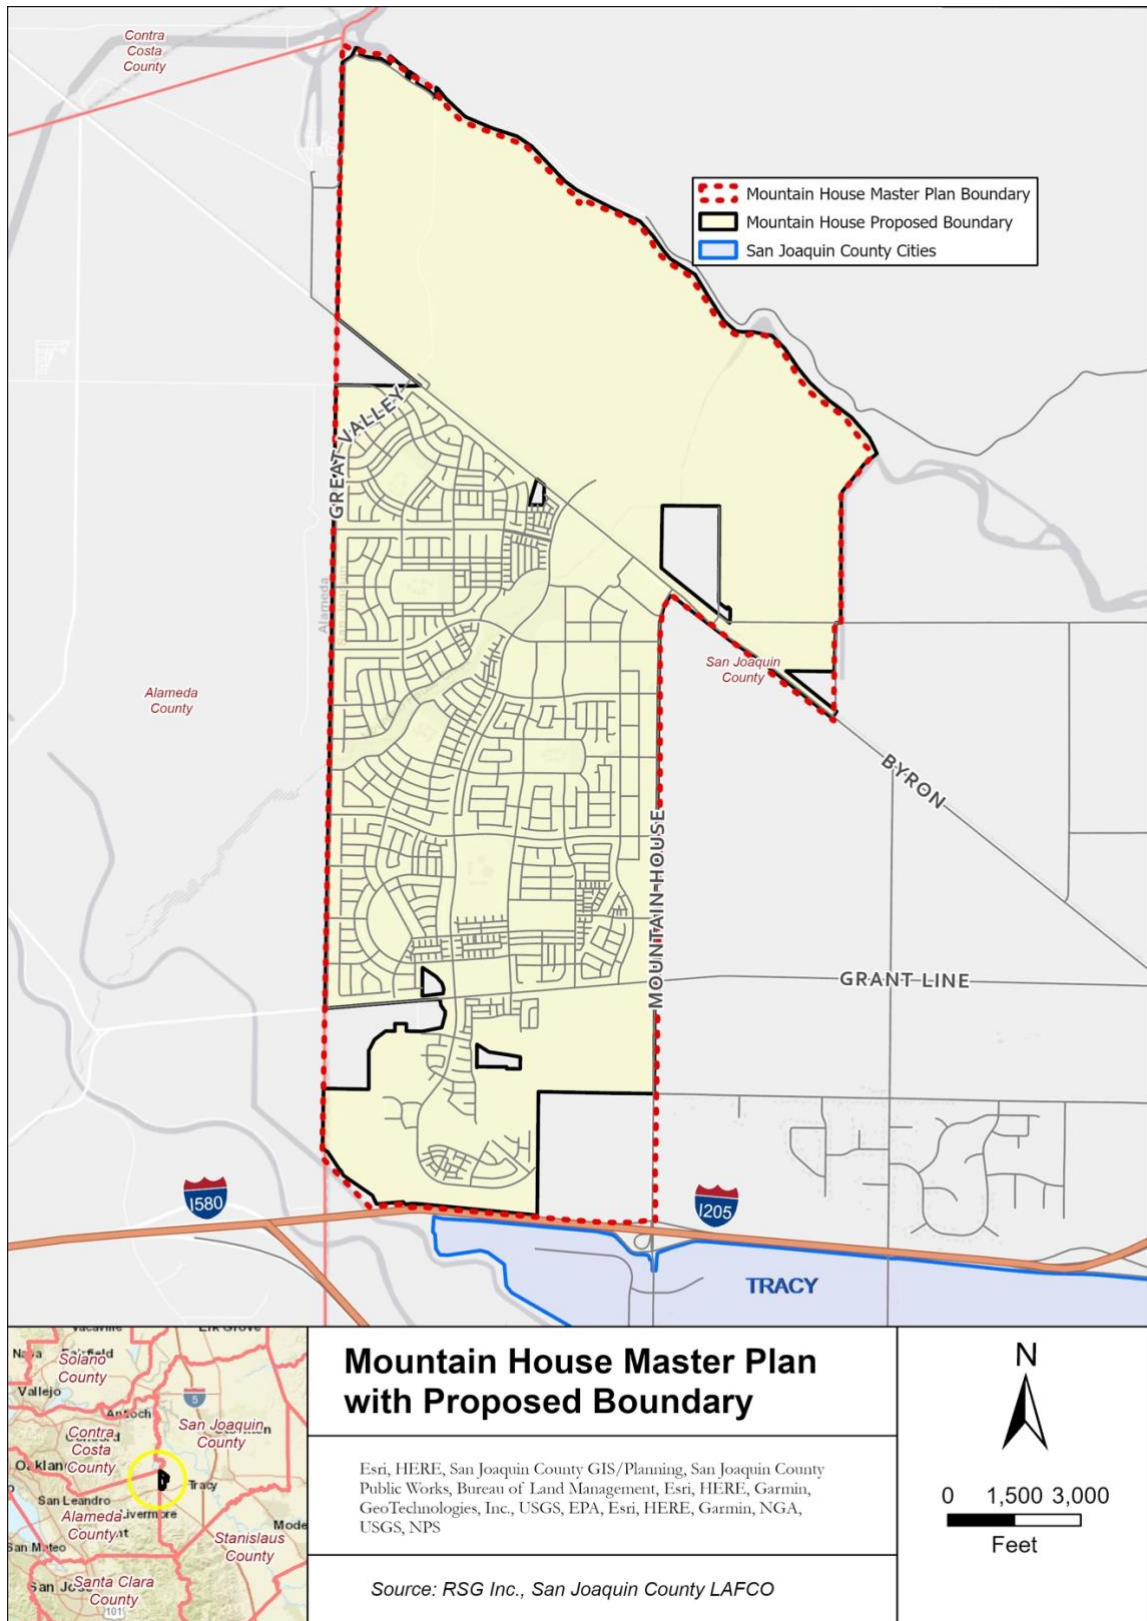 Contra
Costa
County
Mountain House Master Plan Boundary
Mountain House Proposed Boundary
San Joaquin County Cities
GREAT VALLEY
Alameda
San Joaquin
San Joaquin
County
Alameda
County
BYRON
MOUNTAIN HOUSE
GRANT LINE
I580
I205
TRACY
Mountain House Master Plan
with Proposed Boundary
Esri, HERE, San Joaquin County GIS/Planning, San Joaquin County
Public Works, Bureau of Land Management, Esri, HERE, Garmin,
GeoTechnologies, Inc., USGS, EPA, Esri, HERE, Garmin, NGA,
USGS, NPS
Source: RSG Inc., San Joaquin County LAFCO
N
0 1,500 3,000
Feet
Solano
County
Vallejo
5
San Joaquin
County
Contra
Costa
County
Tracy
San Leandro
Alameda
County
Stanislaus
County
San Mateo
Santa Clara
County
101